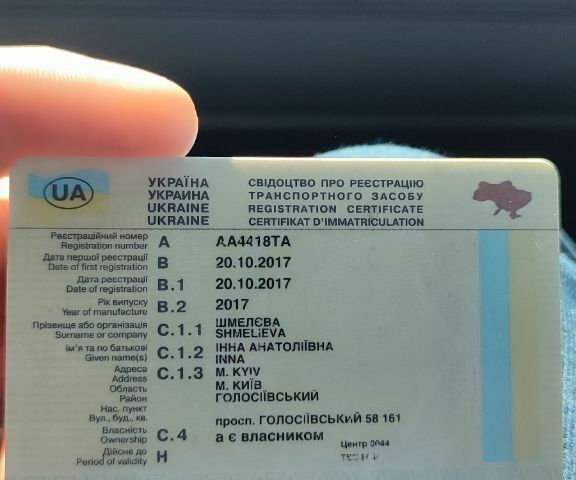 UA
УКРАЇНА СВІДОЦТВО ПРО РЕЄСТРАЦІЮ
УКРАИНА ТРАНСПОРТНОГО ЗАСОБУ
UKRAINE REGISTRATION CERTIFICATE
UKRAINE CERTIFIKAT D'IMMATRICULATION
Реєстраційний номер
Registration number A AA4418TA
Дата першої реєстрації
Date of first registration B 20.10.2017
Дата реєстрації
Date of registration B.1 20.10.2017
Рік випуску
Year of manufacture B.2 2017
Прізвище або організація
Surname or company C.1.1 ШМЕЛЄВА
SHMELIEVA
Ім'я та по батькові
Given name(s) C.1.2 ІННА АНАТОЛІЇВНА
INNA
Адреса
Address C.1.3 M. KYIV
Область М. КИЇВ
Район ГОЛОСІЇВСЬКИЙ
Нас. пункт
Вул., буд., кв. просп. ГОЛОСІЇВСЬКИЙ 58 161
Власність
Ownership C.4 а є власником
Дійсне до
Period of validity H
Центр